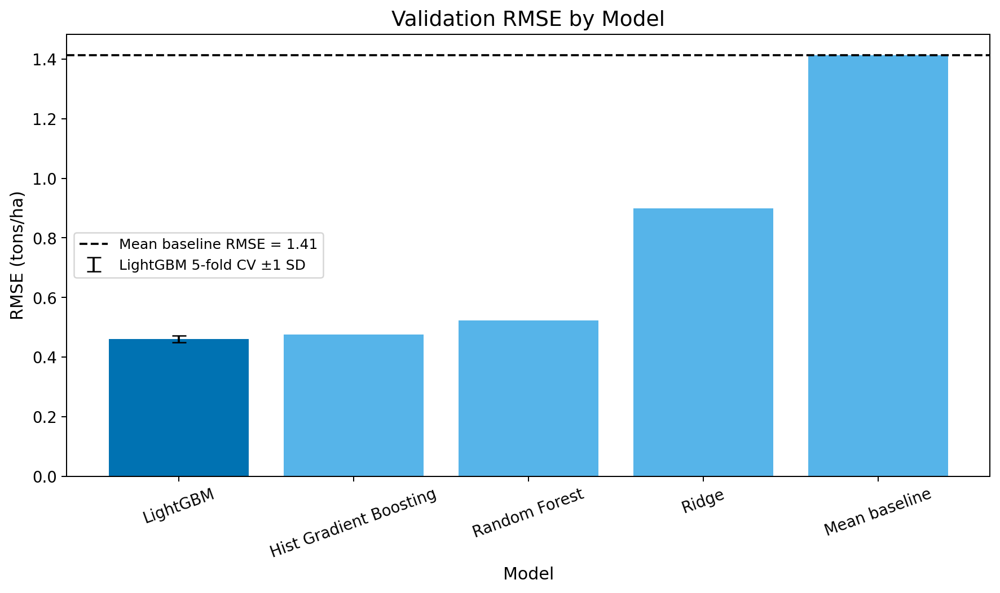 Validation RMSE by Model
RMSE (tons/ha)
1.4
1.2
1.0
0.8
0.6
0.4
0.2
0.0
Mean baseline RMSE = 1.41
LightGBM 5-fold CV ±1 SD
LightGBM
Hist Gradient Boosting
Random Forest
Ridge
Mean baseline
Model